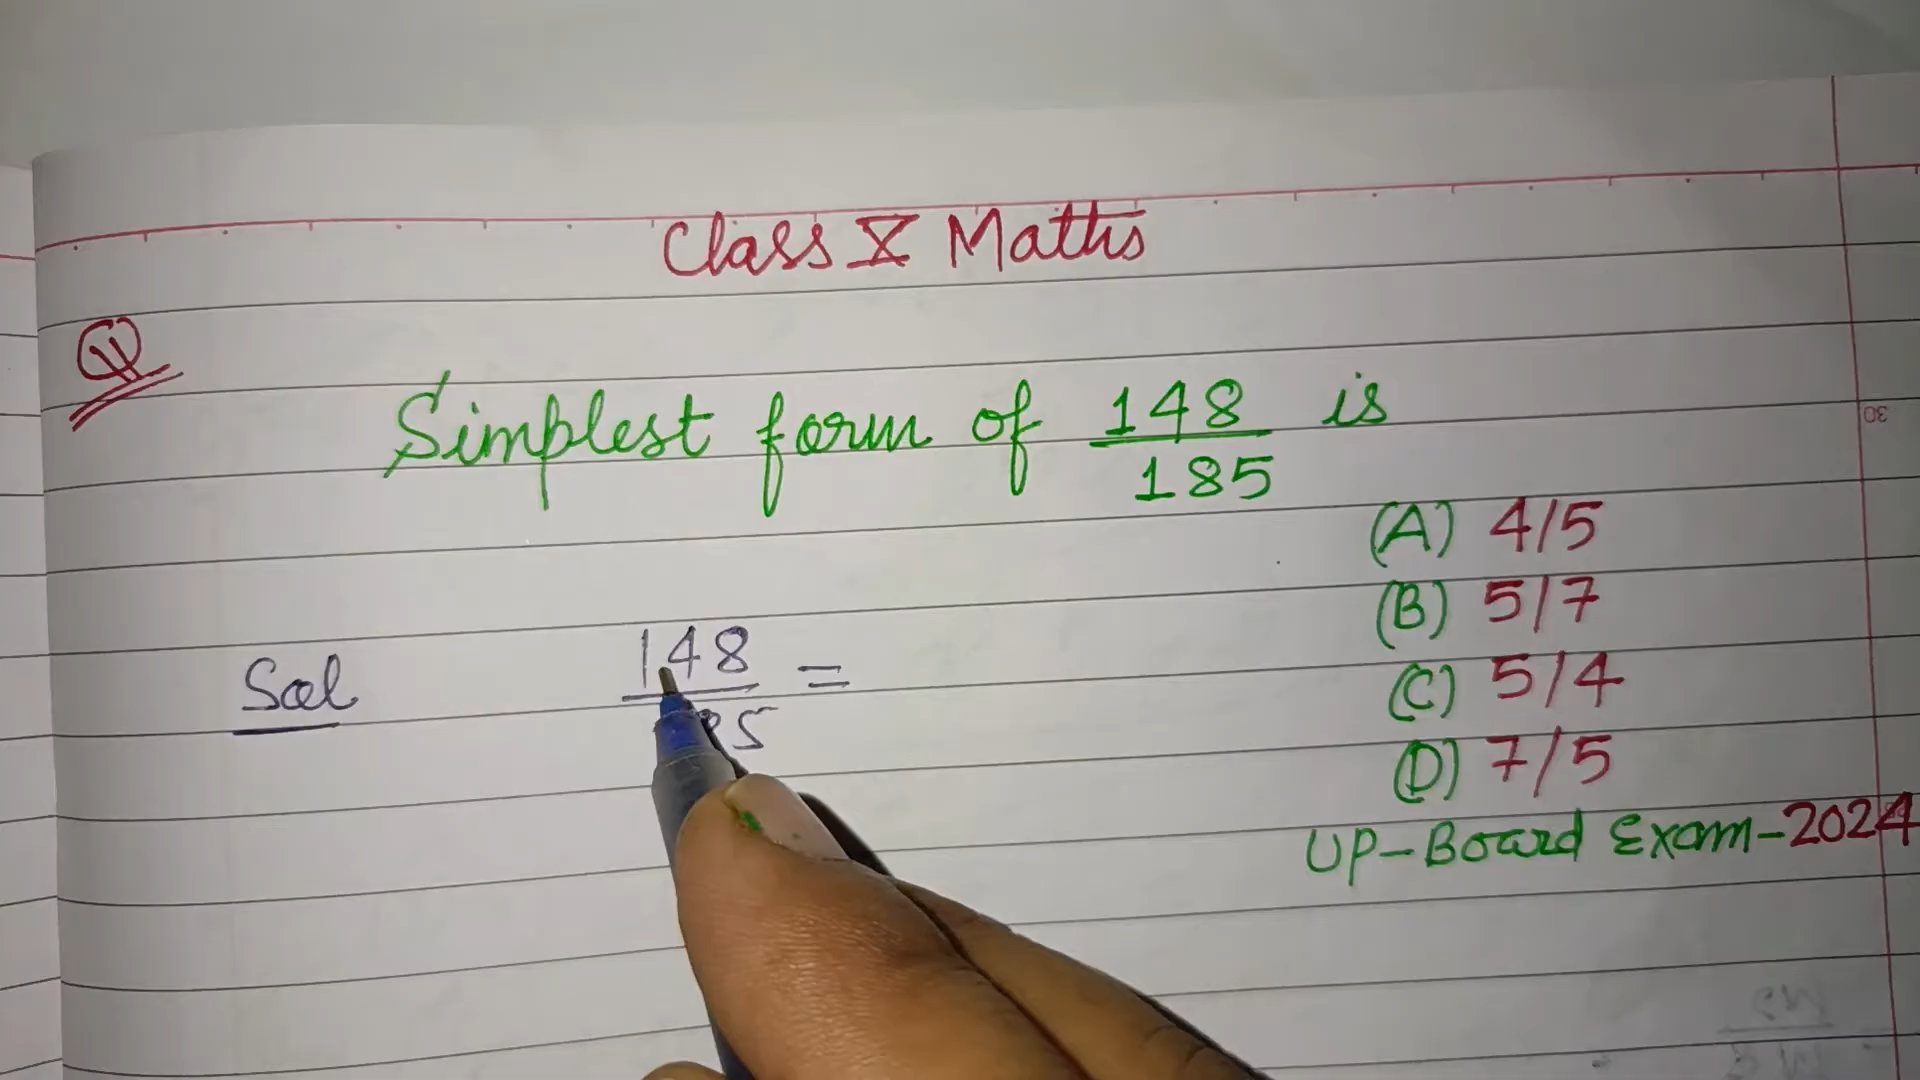 Class X Maths
Q
Simplest form of 148/185 is
(A) 4/5
(B) 5/7
(C) 5/4
(D) 7/5
UP-Board Exam-2024
Sol 148/185 =
30